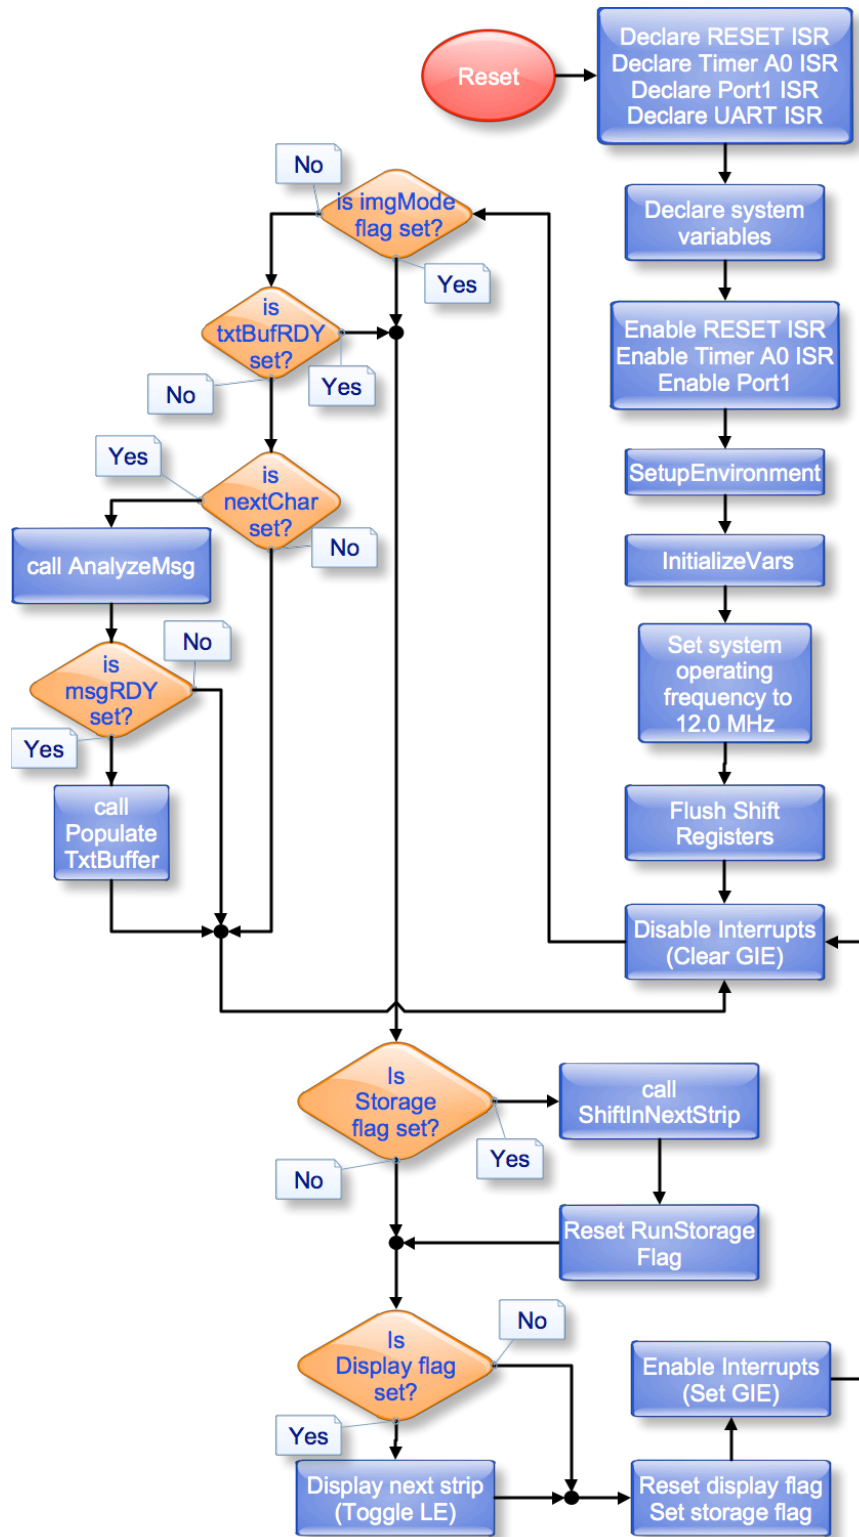 Reset
Declare RESET ISR
Declare Timer A0 ISR
Declare Port1 ISR
Declare UART ISR
No
is imgMode
flag set?
Yes
Declare system
variables
is
txtBufRDY
set?
No
Yes
Enable RESET ISR
Enable Timer A0 ISR
Enable Port1
Yes
is
nextChar
set?
No
SetupEnvironment
call AnalyzeMsg
InitializeVars
No
is
msgRDY
set?
Yes
Set system
operating
frequency to
12.0 MHz
call
Populate
TxtBuffer
Flush Shift
Registers
Disable Interrupts
(Clear GIE)
Is
Storage
flag set?
Yes
No
call
ShiftInNextStrip
Reset RunStorage
Flag
No
Is
Display flag
set?
Yes
Enable Interrupts
(Set GIE)
Display next strip
(Toggle LE)
Reset display flag
Set storage flag